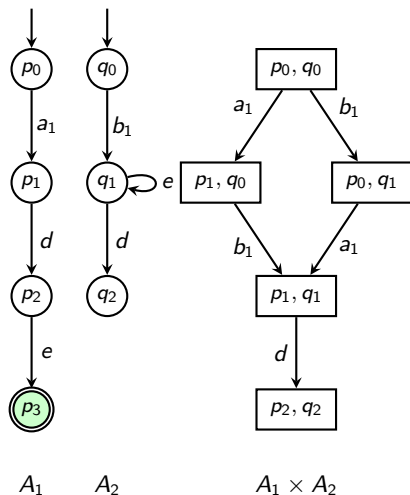 p0 q0 p0, q0
a1 b1 a1 b1
p1 q1 e p1, q0 p0, q1
d d b1 a1
p2 q2 p1, q1
e d
p3 p2, q2
A1 A2 A1 × A2